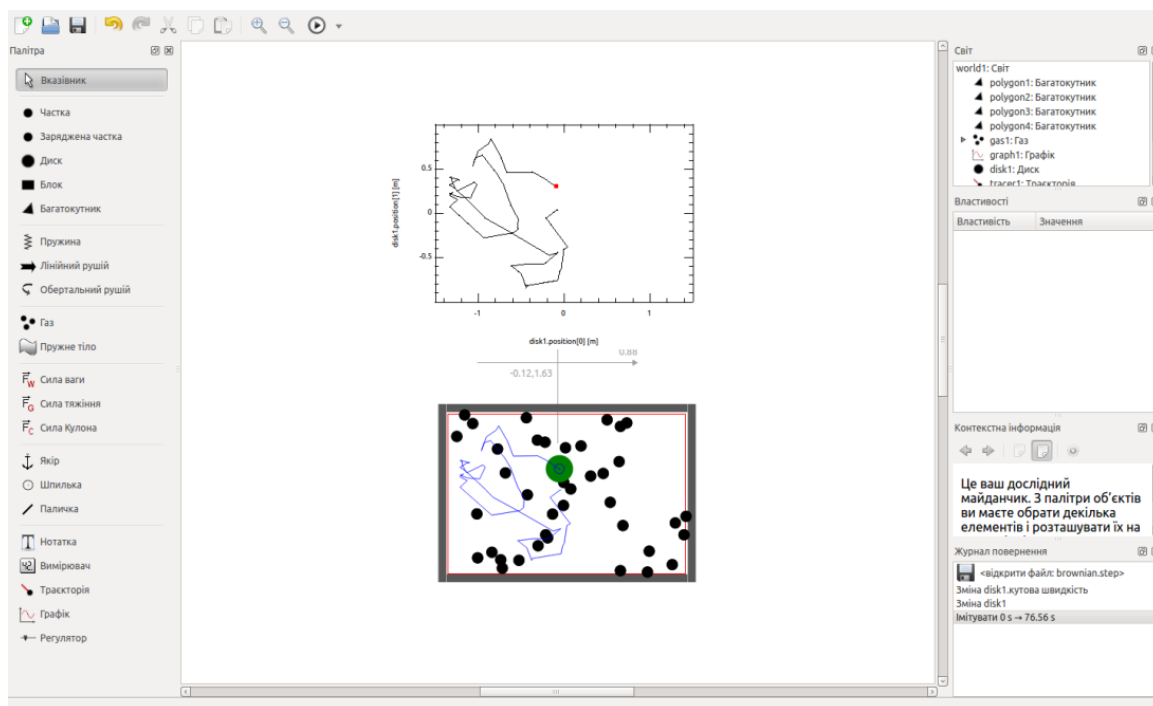 Палітра
Вказівник
Частка
Заряджена частка
Диск
Блок
Багатокутник
Пружина
Лінійний рушій
Обертальний рушій
Газ
Пружне тіло
F W Сила ваги
F G Сила тяжіння
F C Сила Кулона
Якір
Шпилька
Паличка
Нотатка
Вимірювач
Траєкторія
Графік
Регулятор
disk1.position[1] [m]
0.5
0
-0.5
-1
0
1
disk1.position[0] [m]
0.88
-0.12,1.63
Світ
world1: Світ
polygon1: Багатокутник
polygon2: Багатокутник
polygon3: Багатокутник
polygon4: Багатокутник
gas1: Газ
graph1: Графік
disk1: Диск
tracer1: Траєкторія
Властивості
Властивість Значення
Контекстна інформація
Це ваш дослідний
майданчик. З палітри об’єктів
ви маєте обрати декілька
елементів і розташувати їх на
Журнал повернення
<відкрити файл: brownian.step>
Зміна disk1.кутова швидкість
Зміна disk1
Імітувати 0 s → 76.56 s